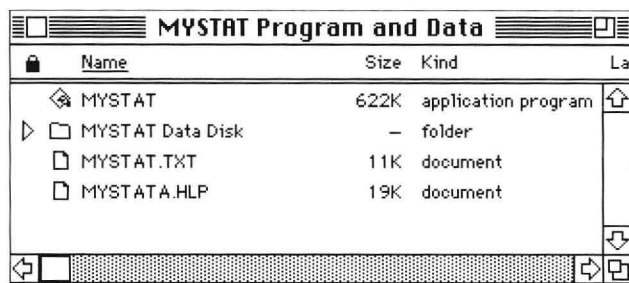 MYSTAT Program and Data
Name Size Kind La
MYSTAT 622K application program
MYSTAT Data Disk – folder
MYSTAT.TXT 11K document
MYSTATA.HLP 19K document